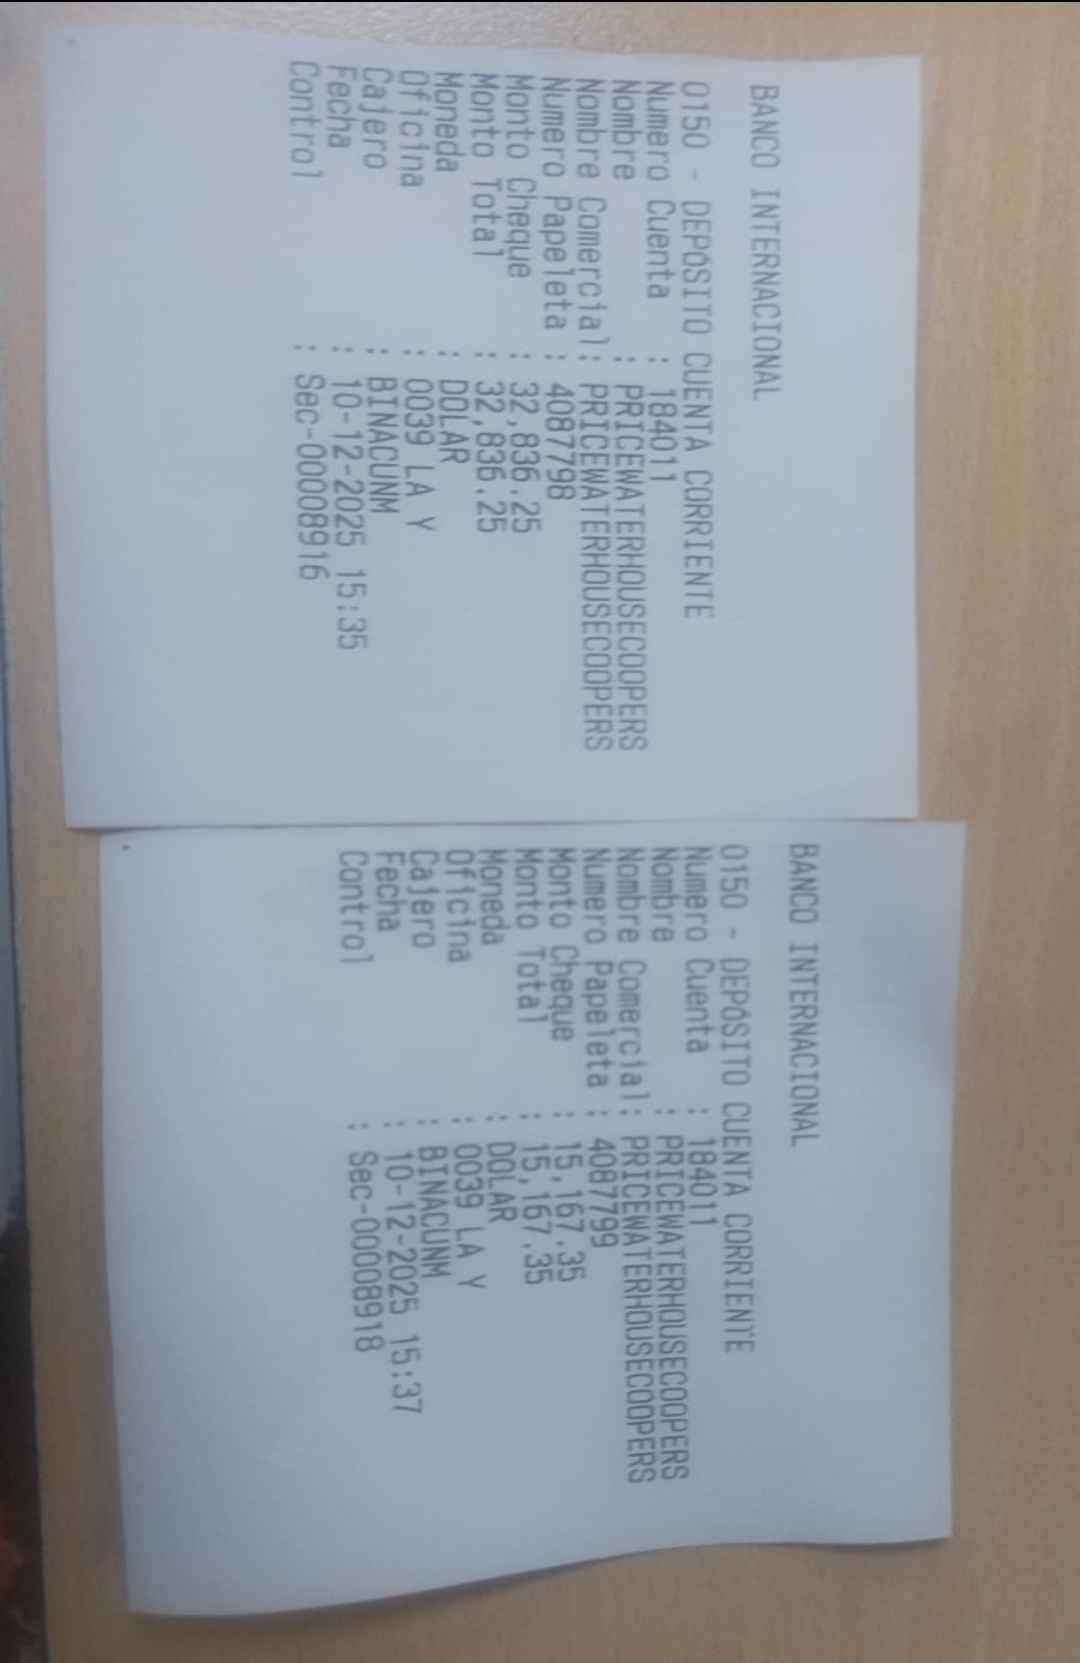 BANCO INTERNACIONAL
0150 - DEPÓSITO CUENTA CORRIENTE
Numero Cuenta : 184011
Nombre : PRICEWATERHOUSECOOPERS
Nombre Comercial: PRICEWATERHOUSECOOPERS
Numero Papeleta : 4087798
Monto Cheque : 32,836.25
Monto Total : 32,836.25
Moneda : DOLAR
Oficina : 0039 LA Y
Cajero : BINACUNM
Fecha : 10-12-2025 15:35
Control : Sec-00008916
BANCO INTERNACIONAL
0150 - DEPÓSITO CUENTA CORRIENTE
Numero Cuenta : 184011
Nombre : PRICEWATERHOUSECOOPERS
Nombre Comercial: PRICEWATERHOUSECOOPERS
Numero Papeleta : 4087799
Monto Cheque : 15,167.35
Monto Total : 15,167.35
Moneda : DOLAR
Oficina : 0039 LA Y
Cajero : BINACUNM
Fecha : 10-12-2025 15:37
Control : Sec-00008918